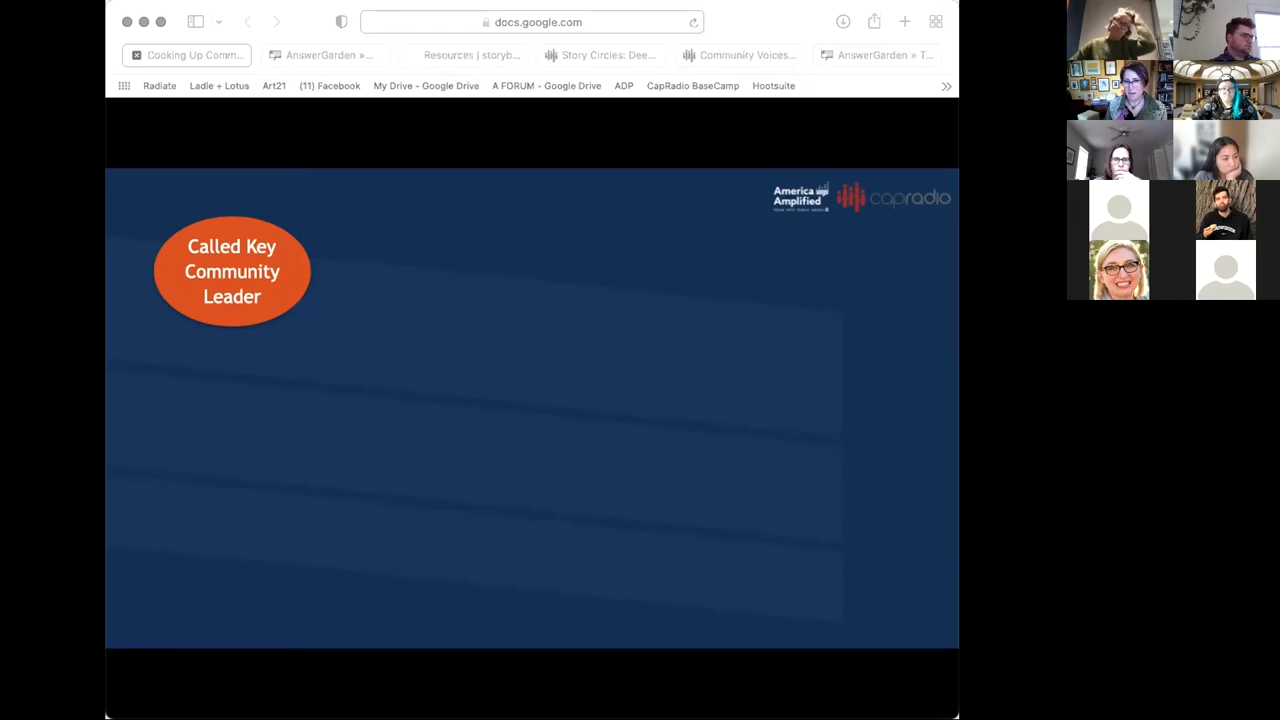 docs.google.com
Cooking Up Comm...
AnswerGarden »...
Resources | storyb...
Story Circles: Dee...
Community Voices...
AnswerGarden » T...
Radiate
Ladle + Lotus
Art21
(11) Facebook
My Drive - Google Drive
A FORUM - Google Drive
ADP
CapRadio BaseCamp
Hootsuite
America
Amplified
capradio
Called Key
Community
Leader